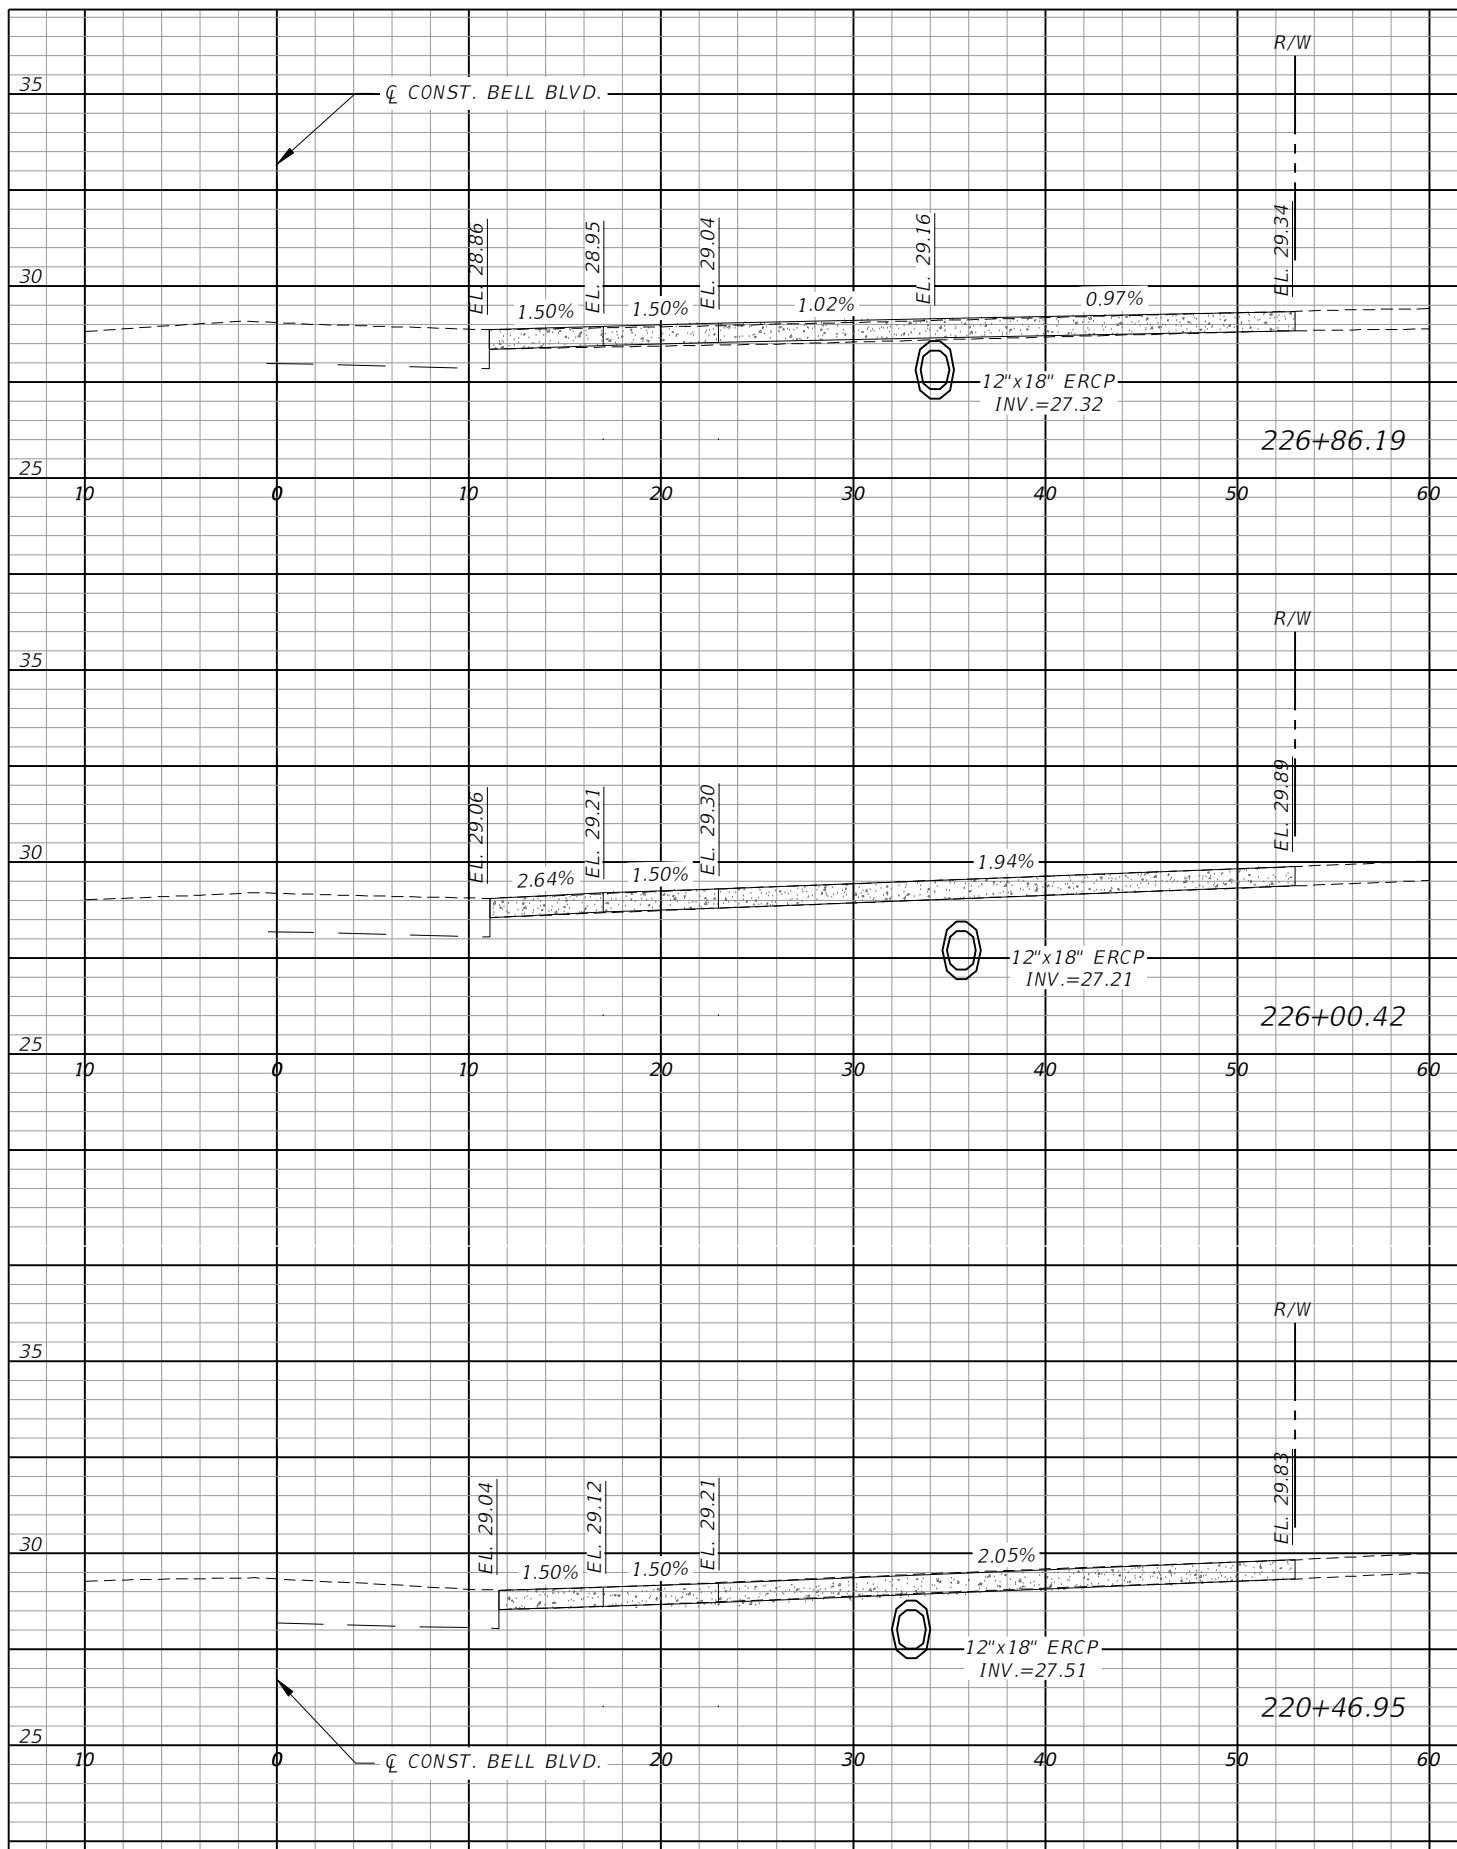 R/W
35
℄ CONST. BELL BLVD.
EL. 28.86
EL. 28.95
EL. 29.04
EL. 29.16
EL. 29.34
30
1.50%
1.50%
1.02%
0.97%
12"x18" ERCP
INV.=27.32
226+86.19
25
10 0 10 20 30 40 50 60
R/W
35
EL. 29.06
EL. 29.21
EL. 29.30
EL. 29.89
30
2.64%
1.50%
1.94%
12"x18" ERCP
INV.=27.21
226+00.42
25
10 0 10 20 30 40 50 60
R/W
35
EL. 29.04
EL. 29.12
EL. 29.21
EL. 29.83
30
1.50%
1.50%
2.05%
12"x18" ERCP
INV.=27.51
220+46.95
25
10 0 20 30 40 50 60
℄ CONST. BELL BLVD.